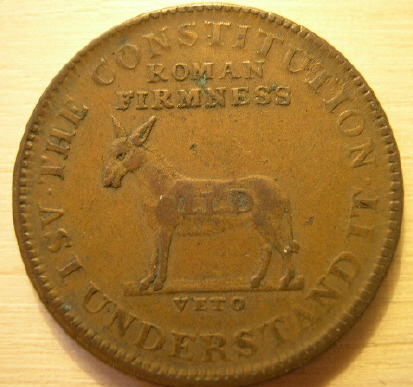 THE CONSTITUTION AS I UNDERSTAND IT
ROMAN
FIRMNESS
LLD
VETO